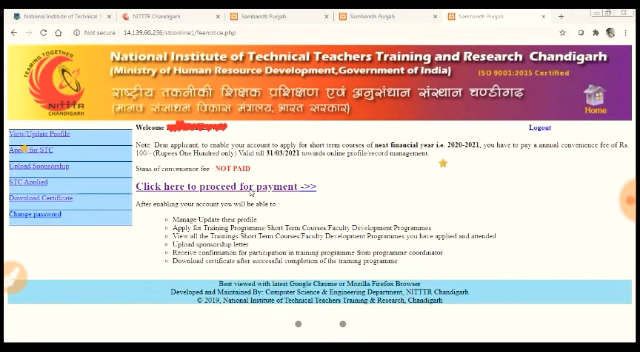 National Institute of Technical T
NITTTR Chandigarh
Sambandh Punjab
Sambandh Punjab
Sambandh Punjab
Not secure 14.139.60.236/stconline1/feenotice.php
TEAMING TOGETHER
NITTTR
National Institute of Technical Teachers Training and Research Chandigarh
(Ministry of Human Resource Development,Government of India)
ISO 9001:2015 Certified
राष्ट्रीय तकनीकी शिक्षक प्रशिक्षण एवं अनुसंधान संस्थान चण्डीगढ़
(मानव संसाधन विकास मंत्रालय, भारत सरकार)
Home
View/Update Profile
Apply for STC
Upload Sponsorship
STC Applied
Download Certificate
Change password
Welcome
Logout
Note: Dear applicant, to enable your account to apply for short term courses of next financial year i.e. 2020-2021, you have to pay a annual convenience fee of Rs.
100/- (Rupees One Hundred only) Valid till 31/03/2021 towards online profile/record management.
Status of convenience fee : NOT PAID
Click here to proceed for payment ->>
After enabling your account you will be able to :
Manage/Update their profile
Apply for Training Programme/Short Term Courses/Faculty Development Programmes
View all the Trainings/Short Term Courses/Faculty Development Programmes you have applied and attended
Upload sponsorship letter
Receive confirmation for participation in training programme from programme coordinator
Download certificate after successful completion of the training programme
Best viewed with latest Google Chrome or Mozilla Firefox Browser
Developed and Maintained By: Computer Science & Engineering Department, NITTTR Chandigarh
© 2019, National Institute of Technical Teachers Training & Research, Chandigarh